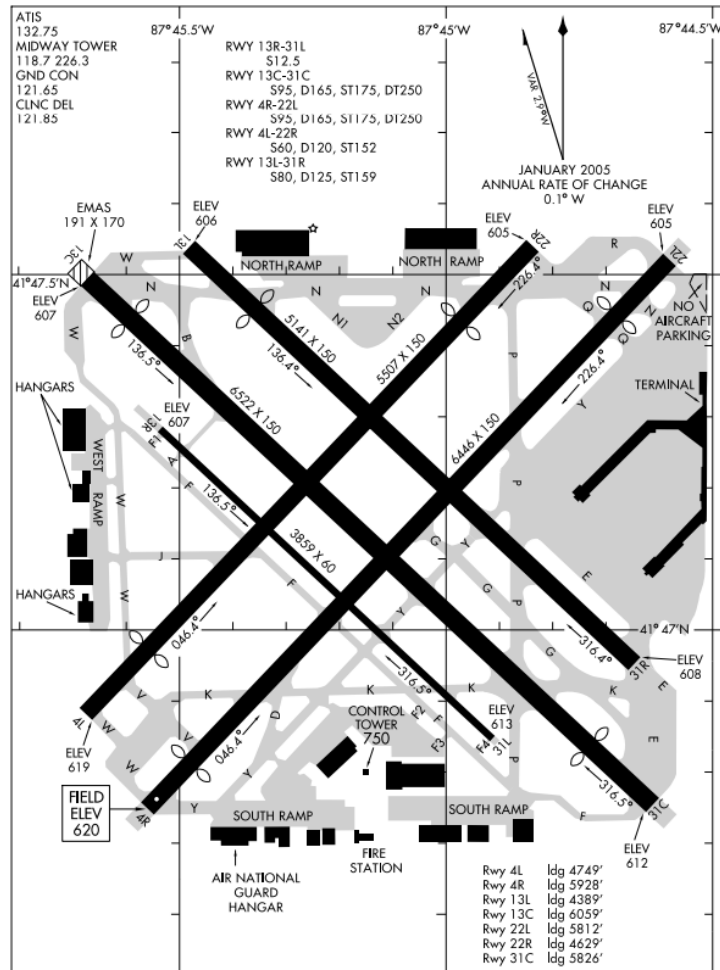 ATIS
132.75
MIDWAY TOWER
118.7 226.3
GND CON
121.65
CLNC DEL
121.85
87°45.5'W
87°45'W
87°44.5'W
RWY 13R-31L
S12.5
RWY 13C-31C
S95, D165, ST175, DT250
RWY 4R-22L
S95, D165, ST175, DT250
RWY 4L-22R
S60, D120, ST152
RWY 13L-31R
S80, D125, ST159
VAR 2.9°W
JANUARY 2005
ANNUAL RATE OF CHANGE
0.1° W
EMAS
191 X 170
ELEV
606
ELEV
605
ELEV
605
13C
W
13L
22R
R
22L
NORTH RAMP
NORTH RAMP
41°47.5'N
ELEV
607
N
N
N
N
226.4°
Q
N
Q
NO
AIRCRAFT
PARKING
W
B
N1
N2
136.5°
5141 X 150
136.4°
5507 X 150
P
226.4°
Y
TERMINAL
HANGARS
ELEV
607
13R
F1
A
6522 X 150
6446 X 150
WEST
RAMP
W
F
136.5°
P
J
3859 X 60
G
Y
P
E
HANGARS
W
F
Y
G
G
P
41°47'N
046.4°
316.4°
31R
ELEV
608
V
K
K
K
G
K
E
4L
W
W
V
D
316.5°
F2
F
ELEV
613
E
ELEV
619
046.4°
CONTROL
TOWER
750
F3
F4
31L
P
316.5°
FIELD
ELEV
620
4R
Y
Y
SOUTH RAMP
SOUTH RAMP
F
31C
ELEV
612
AIR NATIONAL
GUARD
HANGAR
FIRE
STATION
Rwy 4L ldg 4749'
Rwy 4R ldg 5928'
Rwy 13L ldg 4389'
Rwy 13C ldg 6059'
Rwy 22L ldg 5812'
Rwy 22R ldg 4629'
Rwy 31C ldg 5826'